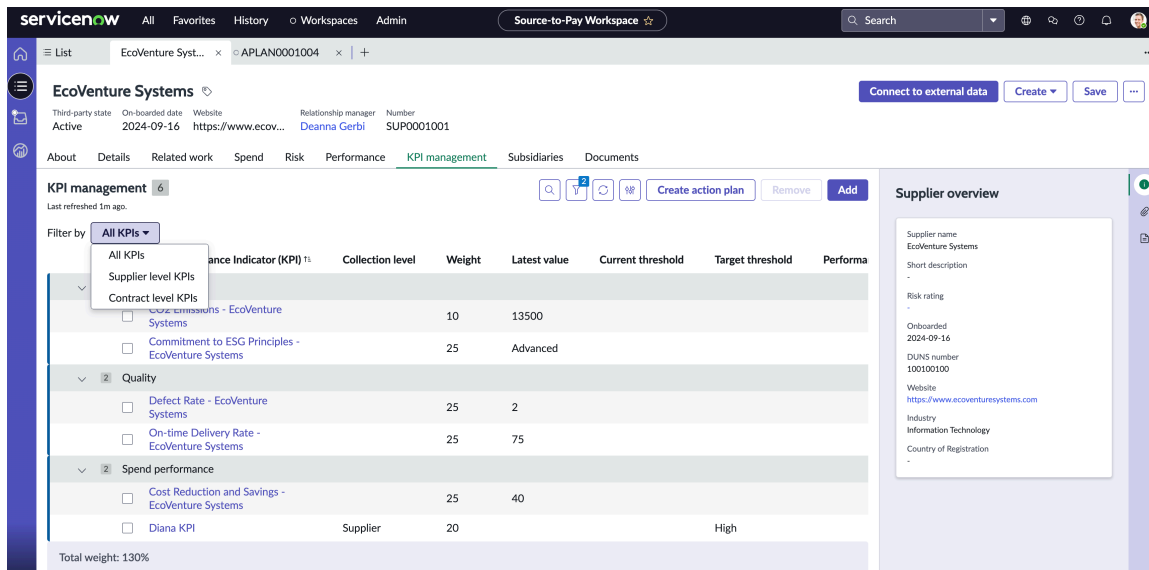 servicenow All Favorites History Workspaces Admin Source-to-Pay Workspace Search
List EcoVenture Syst... × APLAN0001004 × +
EcoVenture Systems Connect to external data Create Save
Third-party state On-boarded date Website Relationship manager Number
Active 2024-09-16 https://www.ecov... Deanna Gerbi SUP0001001
About Details Related work Spend Risk Performance KPI management Subsidiaries Documents
KPI management 6 2 Create action plan Remove Add
Last refreshed 1m ago.
Filter by All KPIs
All KPIs
Supplier level KPIs
Contract level KPIs
ance Indicator (KPI) Collection level Weight Latest value Current threshold Target threshold Performa
CO2 Emissions - EcoVenture
Systems 10 13500
Commitment to ESG Principles -
EcoVenture Systems 25 Advanced
2 Quality
Defect Rate - EcoVenture
Systems 25 2
On-time Delivery Rate -
EcoVenture Systems 25 75
2 Spend performance
Cost Reduction and Savings -
EcoVenture Systems 25 40
Diana KPI Supplier 20 High
Total weight: 130%
Supplier overview
Supplier name
EcoVenture Systems
Short description
-
Risk rating
-
Onboarded
2024-09-16
DUNS number
100100100
Website
https://www.ecoventuresystems.com
Industry
Information Technology
Country of Registration
-